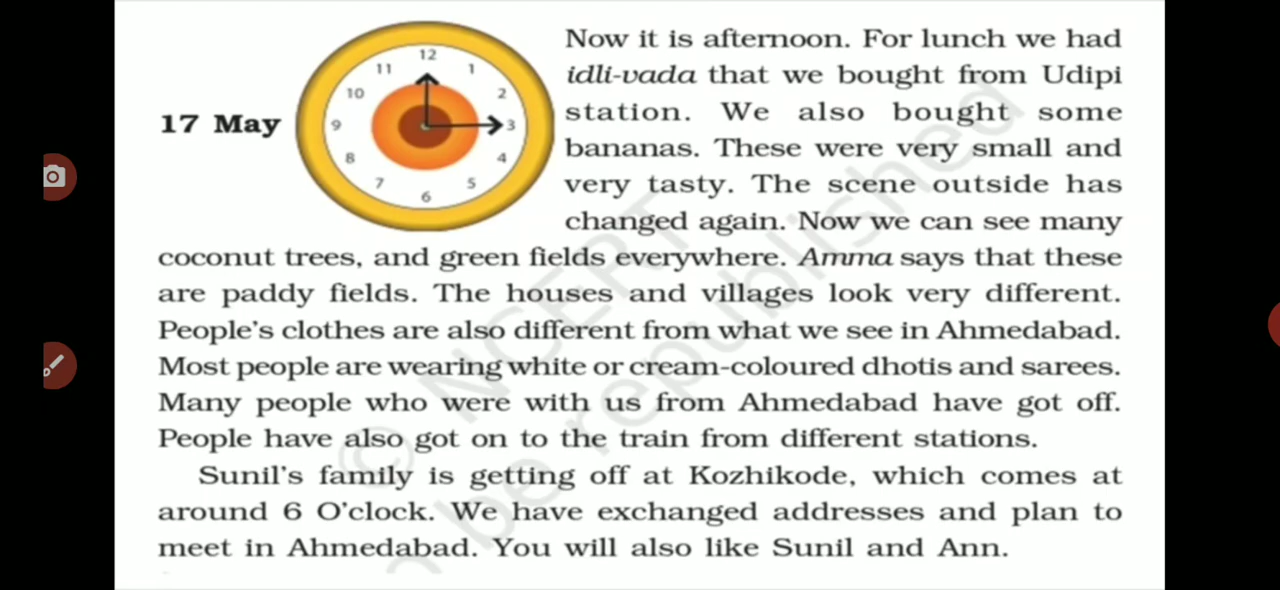 17 May
12
1
2
3
4
5
6
7
8
9
10
11
Now it is afternoon. For lunch we had
idli-vada that we bought from Udipi
station. We also bought some
bananas. These were very small and
very tasty. The scene outside has
changed again. Now we can see many
coconut trees, and green fields everywhere. Amma says that these
are paddy fields. The houses and villages look very different.
People's clothes are also different from what we see in Ahmedabad.
Most people are wearing white or cream-coloured dhotis and sarees.
Many people who were with us from Ahmedabad have got off.
People have also got on to the train from different stations.
Sunil's family is getting off at Kozhikode, which comes at
around 6 O'clock. We have exchanged addresses and plan to
meet in Ahmedabad. You will also like Sunil and Ann.
© NCERT
be republished